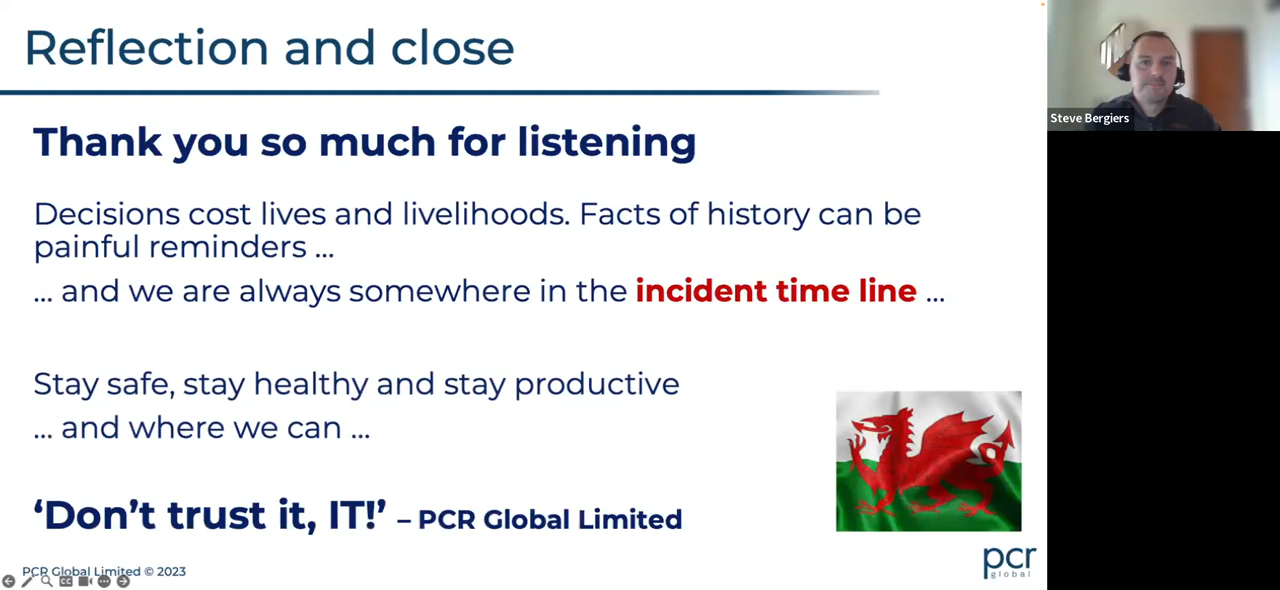 Reflection and close
Steve Bergiers
Thank you so much for listening
Decisions cost lives and livelihoods. Facts of history can be
painful reminders ...
... and we are always somewhere in the incident time line ...
Stay safe, stay healthy and stay productive
... and where we can ...
‘Don’t trust it, IT!’ – PCR Global Limited
PCR Global Limited © 2023
CC
pcr
global